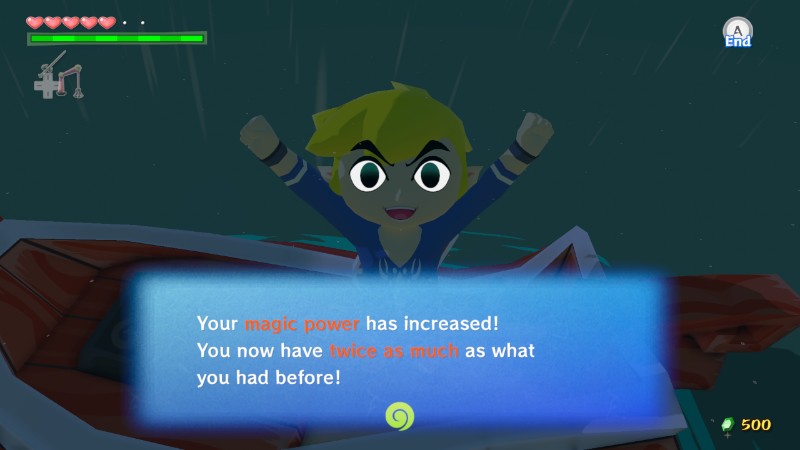 A
End
Your magic power has increased!
You now have twice as much as what
you had before!
500